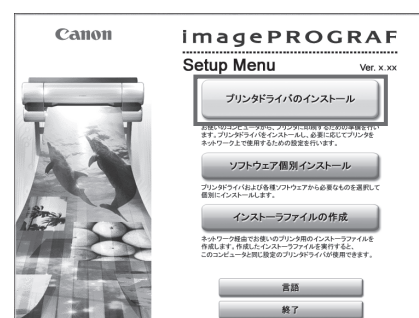 Canon
imagePROGRAF
Setup Menu
Ver. x.xx
プリンタドライバのインストール
お使いのコンピュータから、プリンタに印刷するための準備を行い
ます。プリンタドライバをインストールし、必要に応じてプリンタを
ネットワーク上で使用するための設定を行います。
ソフトウェア個別インストール
プリンタドライバおよび各種ソフトウェアから必要なものを選択して
個別にインストールします。
インストーラファイルの作成
ネットワーク経由でお使いのプリンタ用のインストーラファイルを
作成します。作成したインストーラファイルを実行すると、
このコンピュータと同じ設定のプリンタドライバが使用できます。
言語
終了